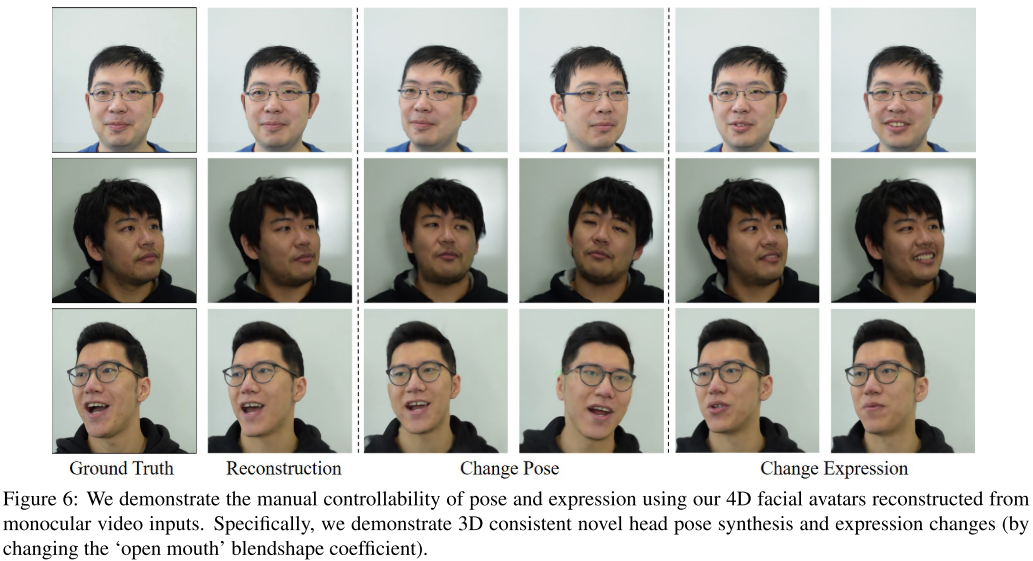 Ground Truth Reconstruction Change Pose Change Expression
Figure 6: We demonstrate the manual controllability of pose and expression using our 4D facial avatars reconstructed from
monocular video inputs. Specifically, we demonstrate 3D consistent novel head pose synthesis and expression changes (by
changing the ‘open mouth’ blendshape coefficient).